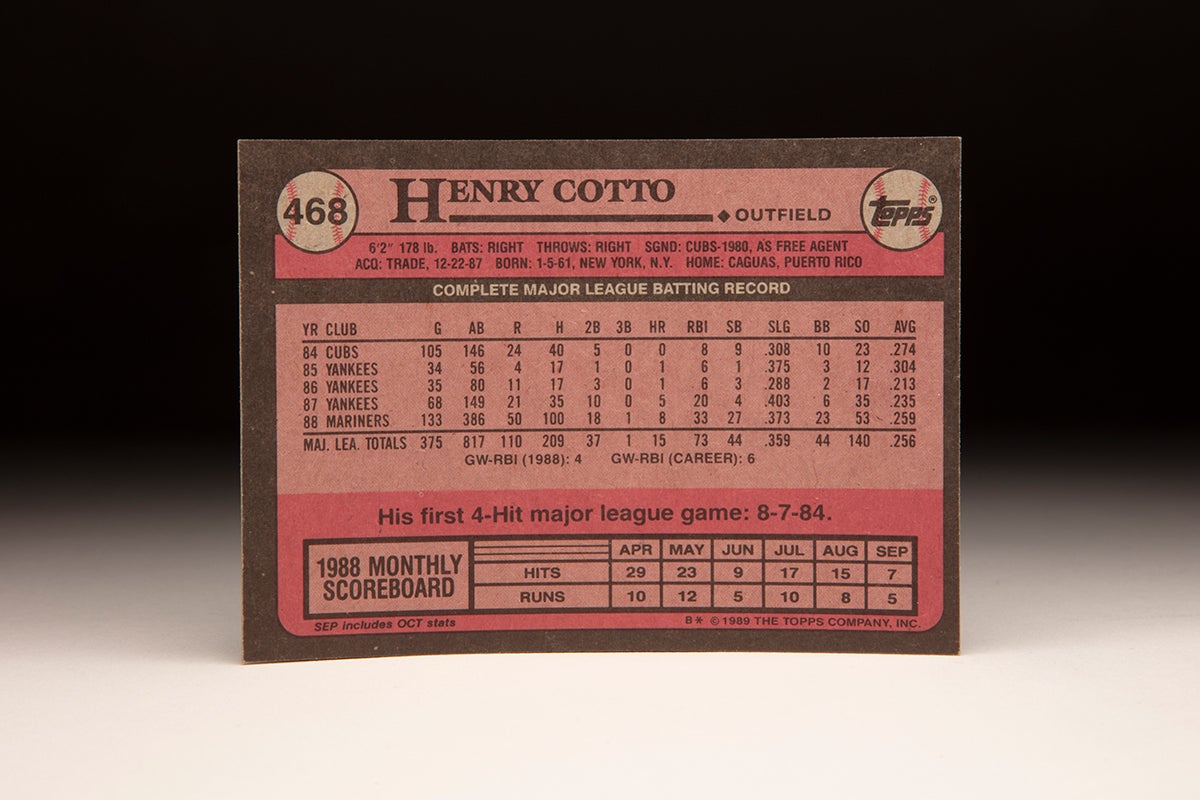 468
HENRY COTTO
◆ OUTFIELD
Topps®
6'2" 178 lb. BATS: RIGHT THROWS: RIGHT SGND: CUBS-1980, AS FREE AGENT
ACQ: TRADE, 12-22-87 BORN: 1-5-61, NEW YORK, N.Y. HOME: CAGUAS, PUERTO RICO
COMPLETE MAJOR LEAGUE BATTING RECORD
YR CLUB G AB R H 2B 3B HR RBI SB SLG BB SO AVG
84 CUBS 105 146 24 40 5 0 0 8 9 .308 10 23 .274
85 YANKEES 34 56 4 17 1 0 1 6 1 .375 3 12 .304
86 YANKEES 35 80 11 17 3 0 1 6 3 .288 2 17 .213
87 YANKEES 68 149 21 35 10 0 5 20 4 .403 6 35 .235
88 MARINERS 133 386 50 100 18 1 8 33 27 .373 23 53 .259
MAJ. LEA. TOTALS 375 817 110 209 37 1 15 73 44 .359 44 140 .256
GW-RBI (1988): 4 GW-RBI (CAREER): 6
His first 4-Hit major league game: 8-7-84.
1988 MONTHLY
SCOREBOARD
APR MAY JUN JUL AUG SEP
HITS 29 23 9 17 15 7
RUNS 10 12 5 10 8 5
SEP includes OCT stats
B* ©1989 THE TOPPS COMPANY, INC.